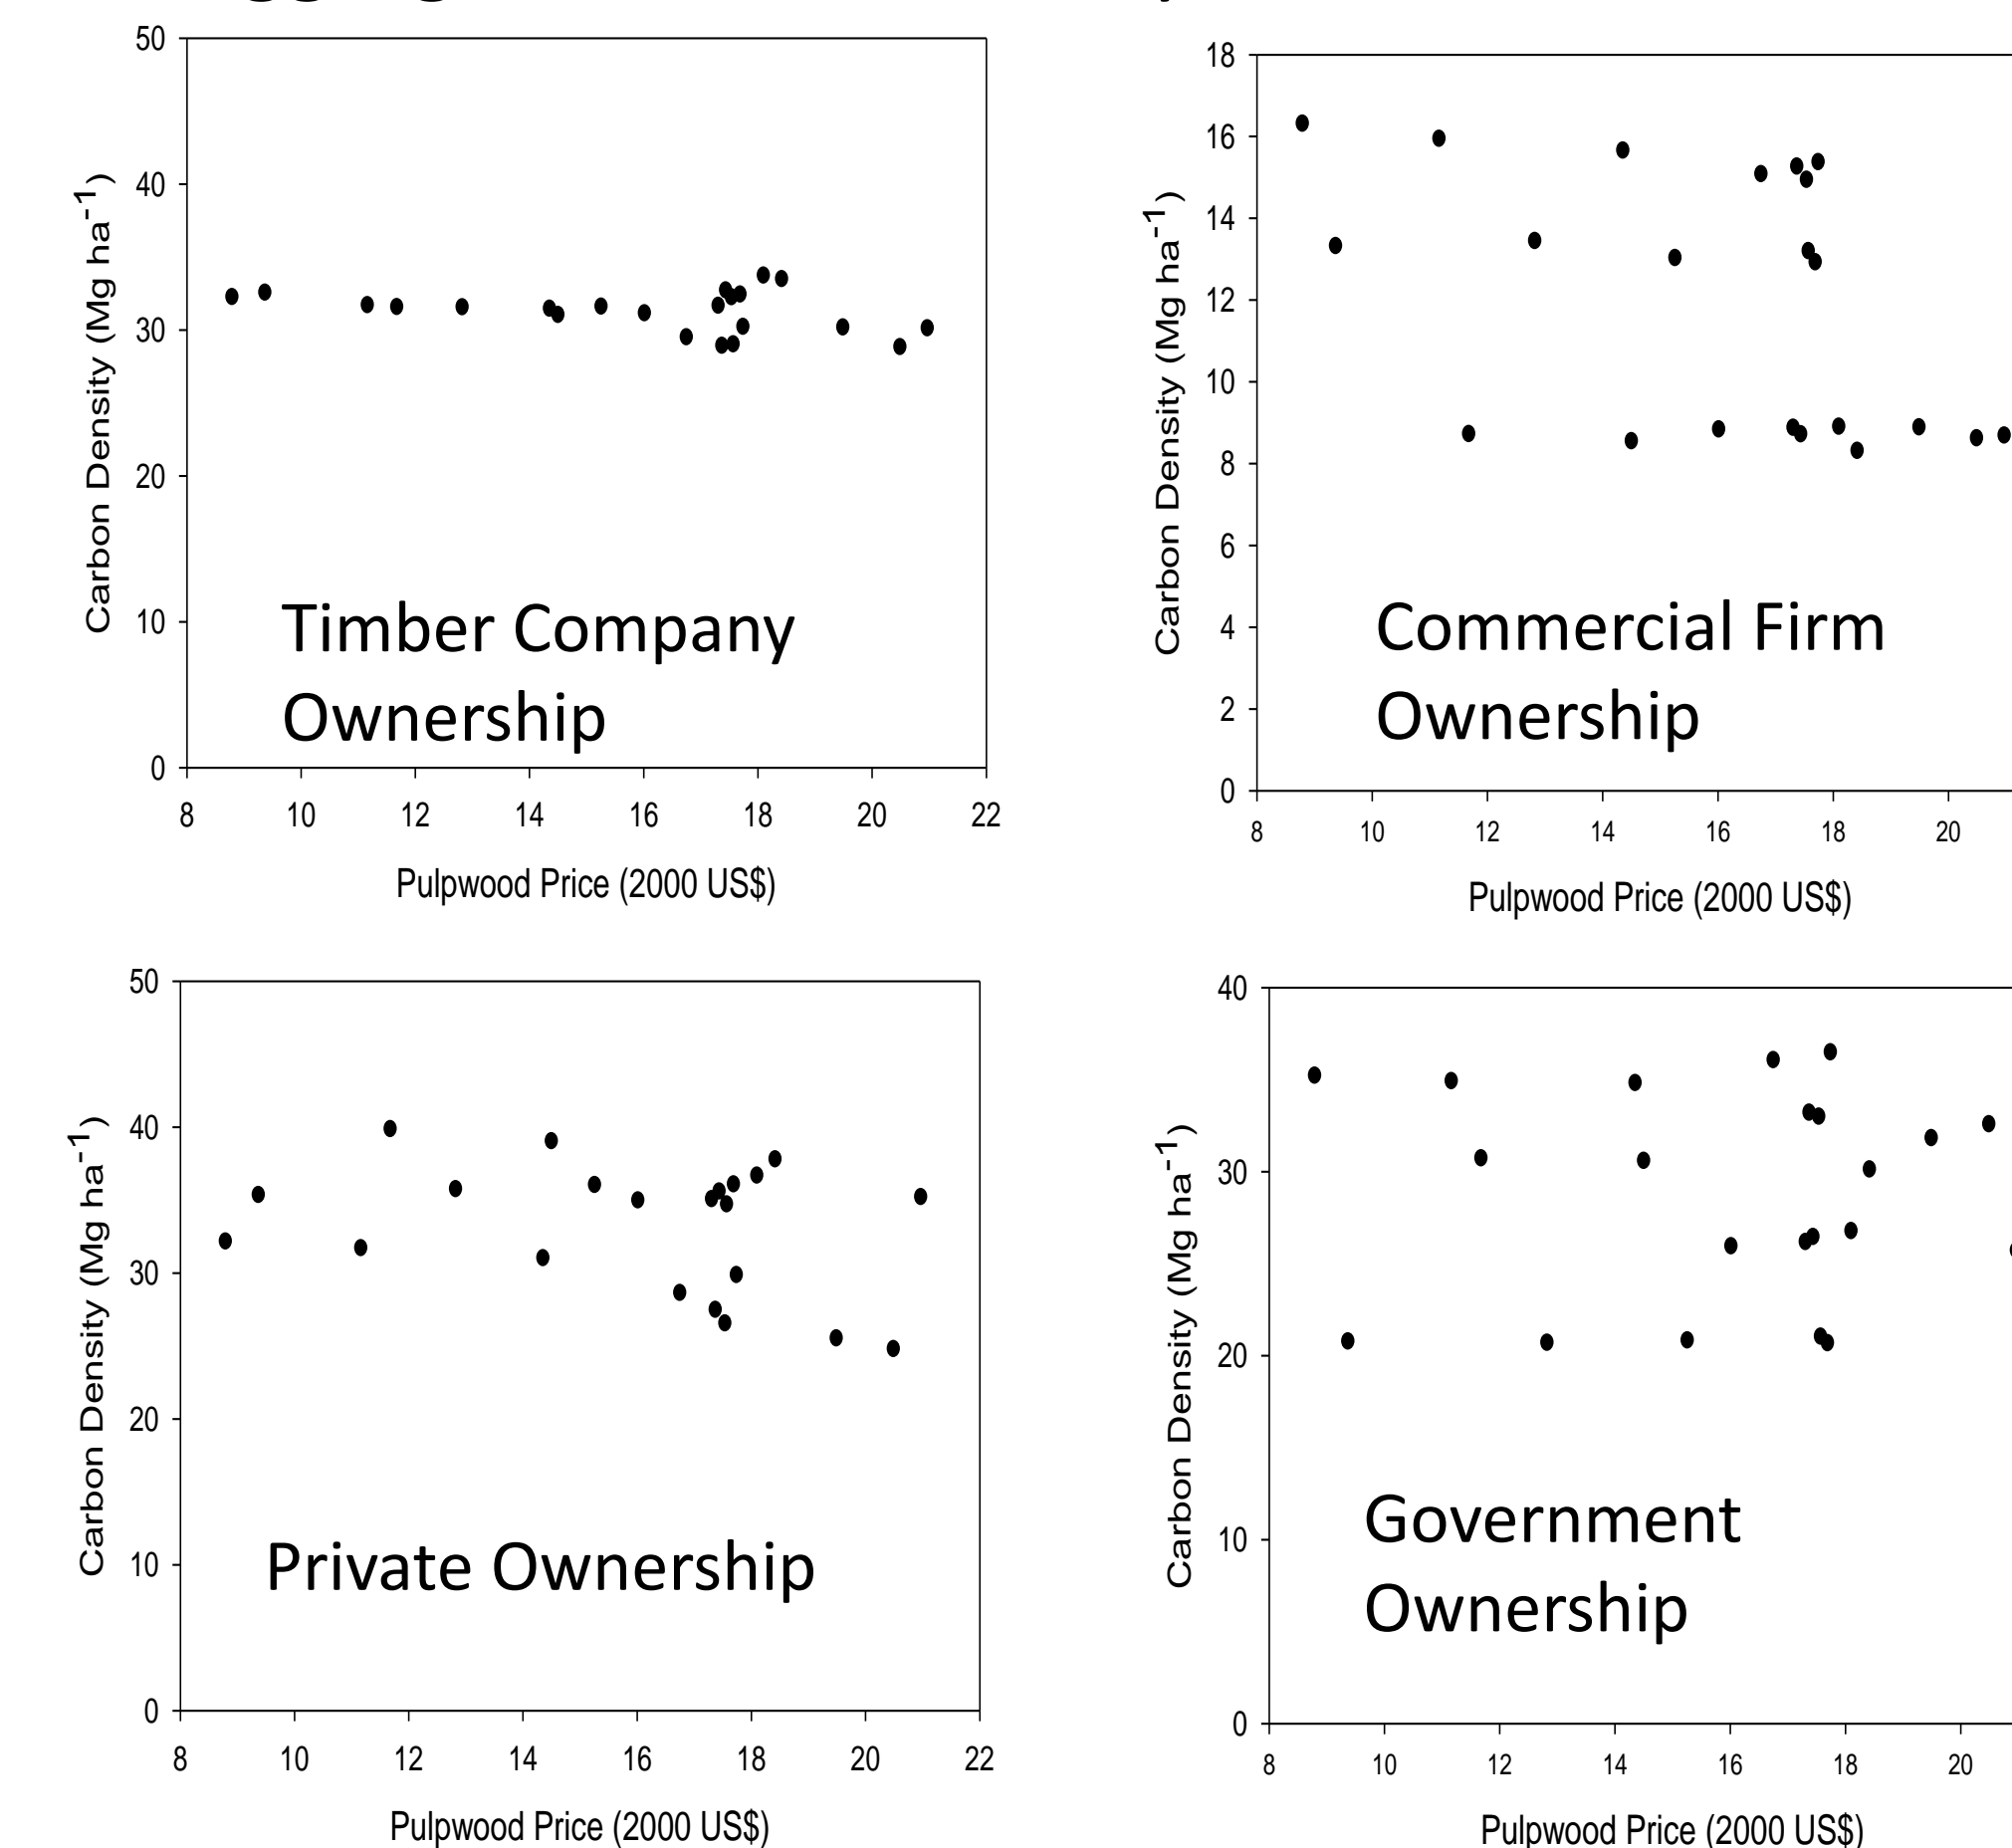 50
40
30
20
10
0
Carbon Density (Mg ha-1)
Timber Company
Ownership
8 10 12 14 16 18 20 22
Pulpwood Price (2000 US$)
18
16
14
12
10
8
6
4
2
0
Carbon Density (Mg ha-1)
Commercial Firm
Ownership
8 10 12 14 16 18 20
Pulpwood Price (2000 US$)
50
40
30
20
10
0
Carbon Density (Mg ha-1)
Private Ownership
8 10 12 14 16 18 20 22
Pulpwood Price (2000 US$)
40
30
20
10
0
Carbon Density (Mg ha-1)
Government
Ownership
8 10 12 14 16 18 20
Pulpwood Price (2000 US$)